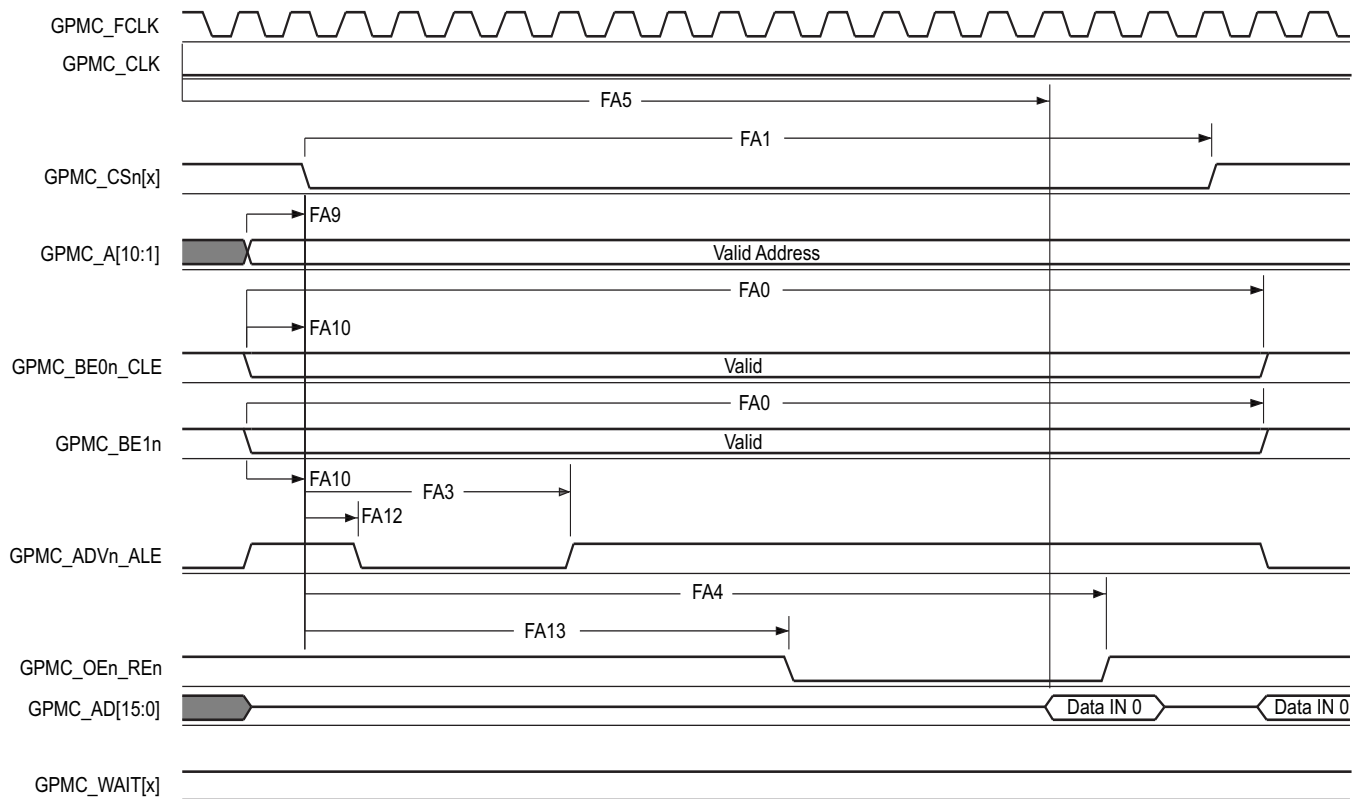 GPMC_FCLK
GPMC_CLK
FA5
FA1
GPMC_CSn[x]
FA9
GPMC_A[10:1]
Valid Address
FA0
FA10
GPMC_BE0n_CLE
Valid
FA0
GPMC_BE1n
Valid
FA10
FA3
FA12
GPMC_ADVn_ALE
FA4
FA13
GPMC_OEn_REn
GPMC_AD[15:0]
Data IN 0
Data IN 0
GPMC_WAIT[x]